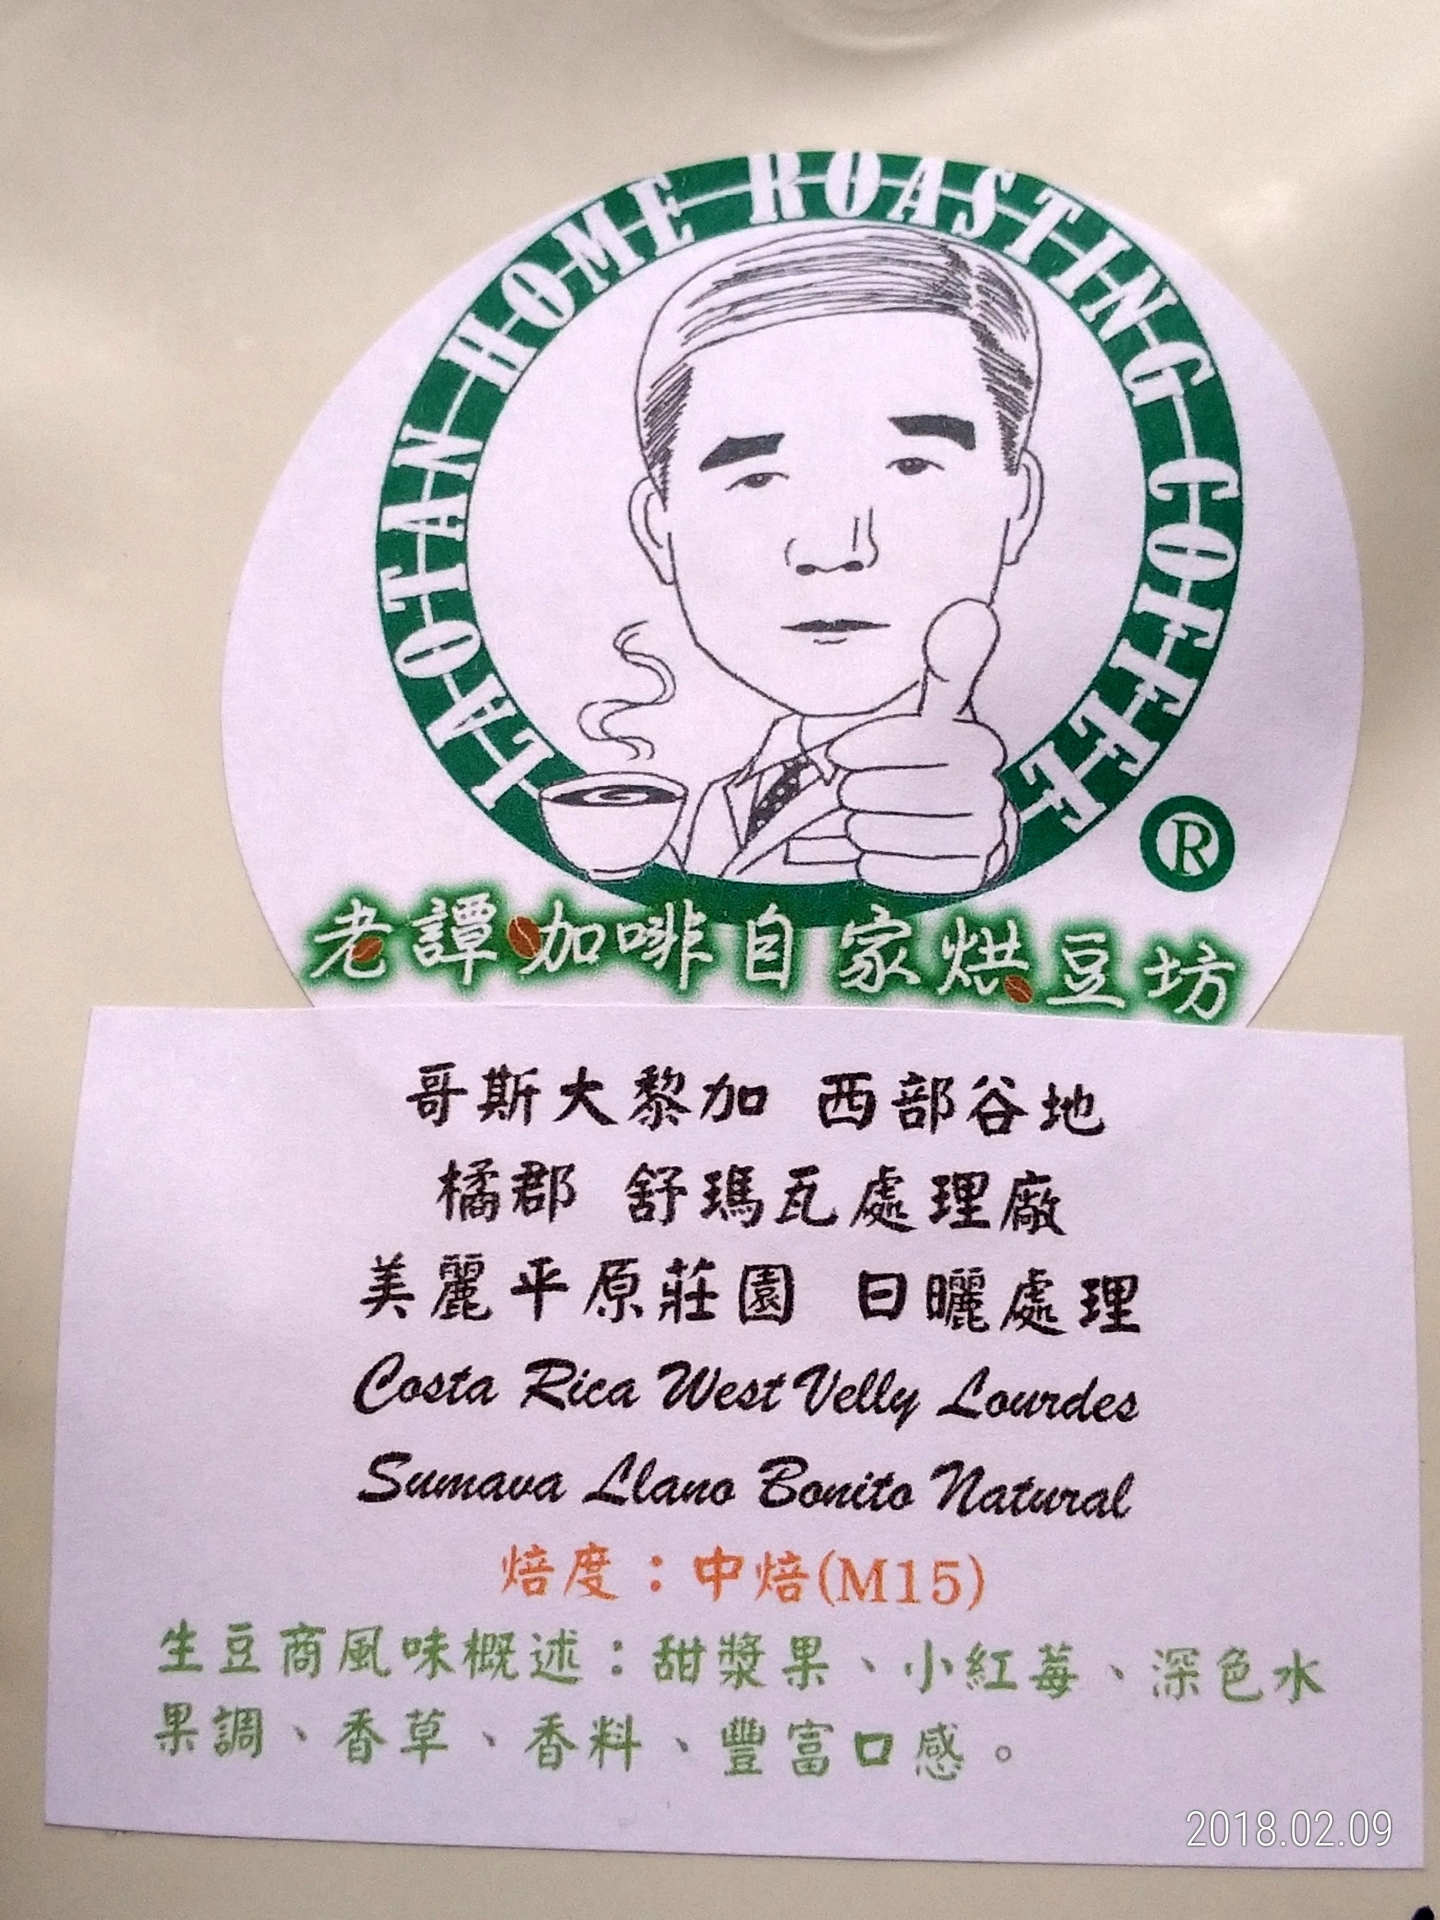 LAOTAN HOME ROASTING COFFEE
®
老譚咖啡自家烘豆坊
哥斯大黎加 西部谷地
橘郡 舒瑪瓦處理廠
美麗平原莊園 日曬處理
Costa Rica West Velly Lourdes
Sumava Llano Bonito Natural
焙度：中焙(M15)
生豆商風味概述：甜漿果、小紅莓、深色水
果調、香草、香料、豐富口感。
2018.02.09